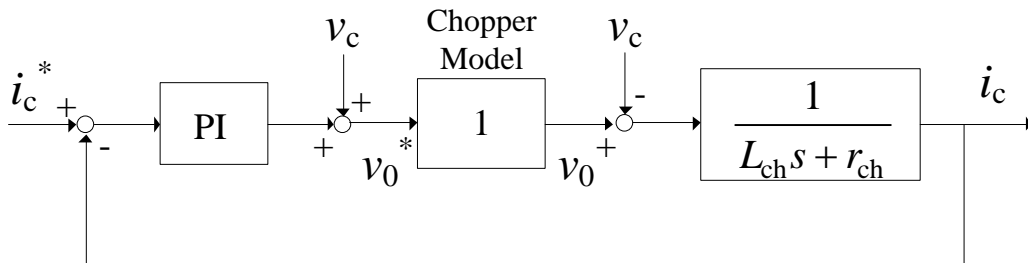 v_c
Chopper
Model
v_c
i_c^*
+
-
PI
+
+
v_0^*
1
v_0
+
-
1
L_ch s + r_ch
i_c